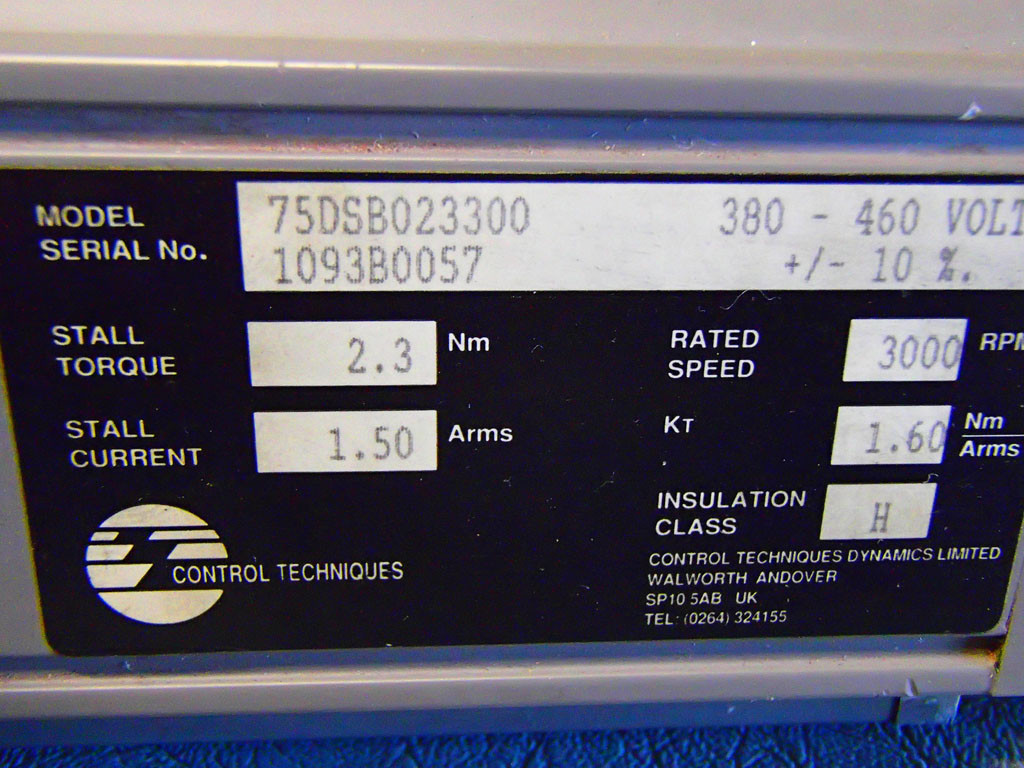 MODEL 75DSB023300 380 - 460 VOLT
SERIAL No. 1093B0057 +/- 10 %.
STALL TORQUE 2.3 Nm
RATED SPEED 3000 RPM
STALL CURRENT 1.50 Arms
KT 1.60 Nm/Arms
INSULATION CLASS H
CONTROL TECHNIQUES
CONTROL TECHNIQUES DYNAMICS LIMITED
WALWORTH ANDOVER
SP10 5AB UK
TEL: (0264) 324155